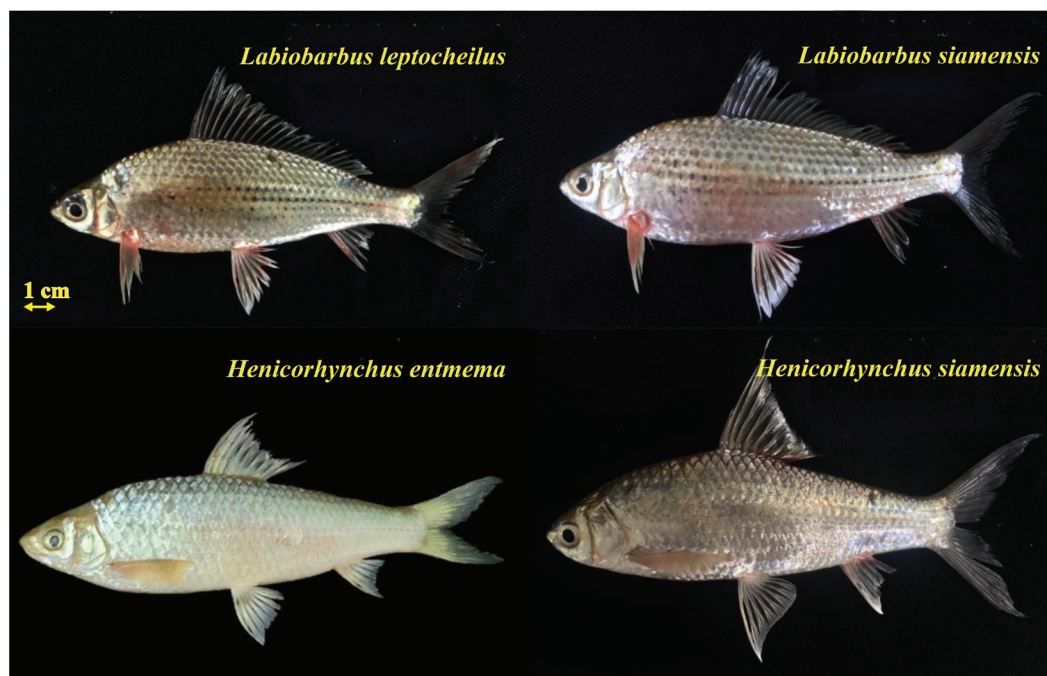 Labiobarbus leptocheilus
Labiobarbus siamensis
1 cm
Henicorhynchus entmema
Henicorhynchus siamensis